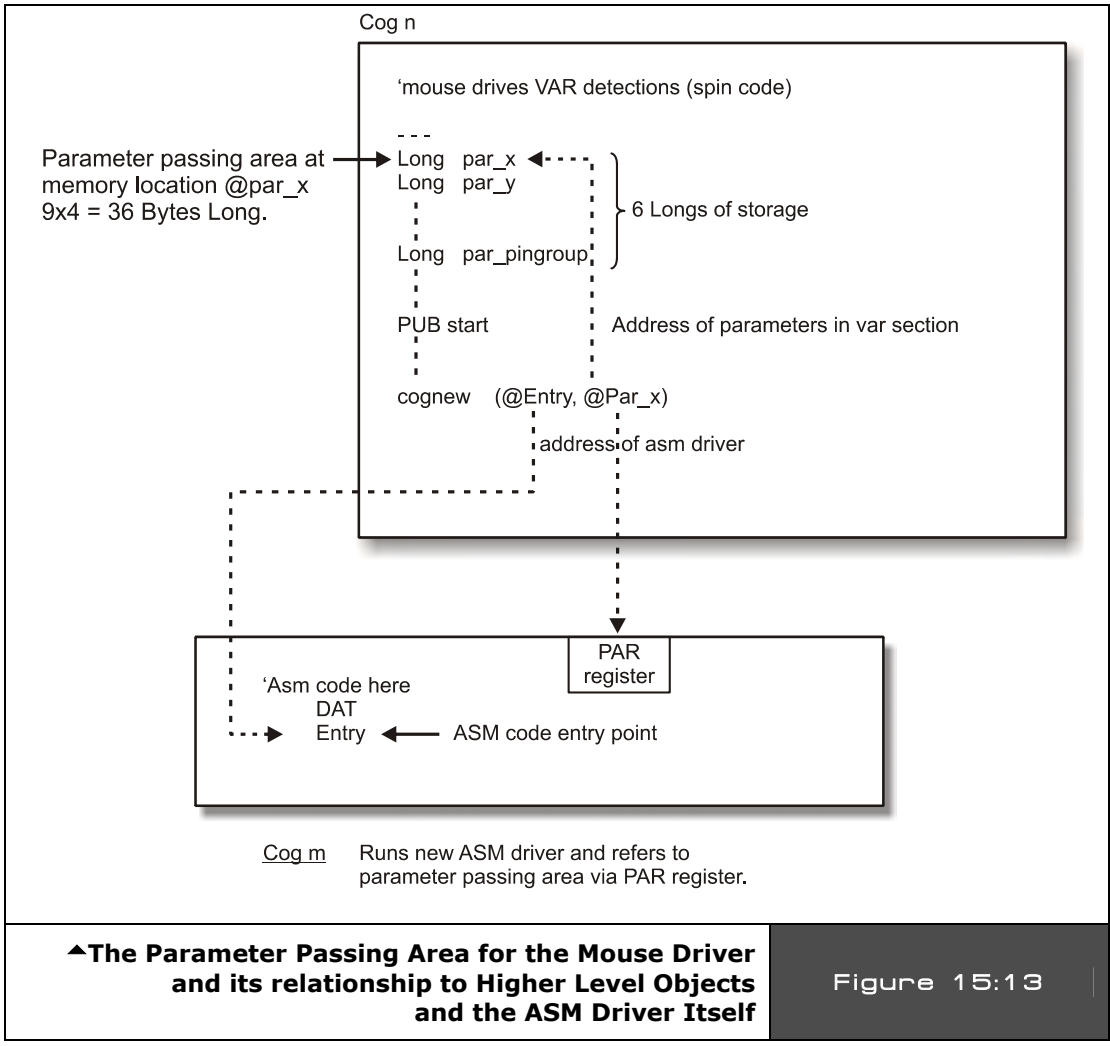 Cog n
‘mouse drives VAR detections (spin code)
- - -
Parameter passing area at
memory location @par_x
9x4 = 36 Bytes Long.
Long par_x
Long par_y
6 Longs of storage
Long par_pingroup
PUB start
Address of parameters in var section
cognew (@Entry, @Par_x)
address of asm driver
PAR
register
‘Asm code here
DAT
Entry
ASM code entry point
Cog m
Runs new ASM driver and refers to
parameter passing area via PAR register.
The Parameter Passing Area for the Mouse Driver
and its relationship to Higher Level Objects
and the ASM Driver Itself
Figure 15:13